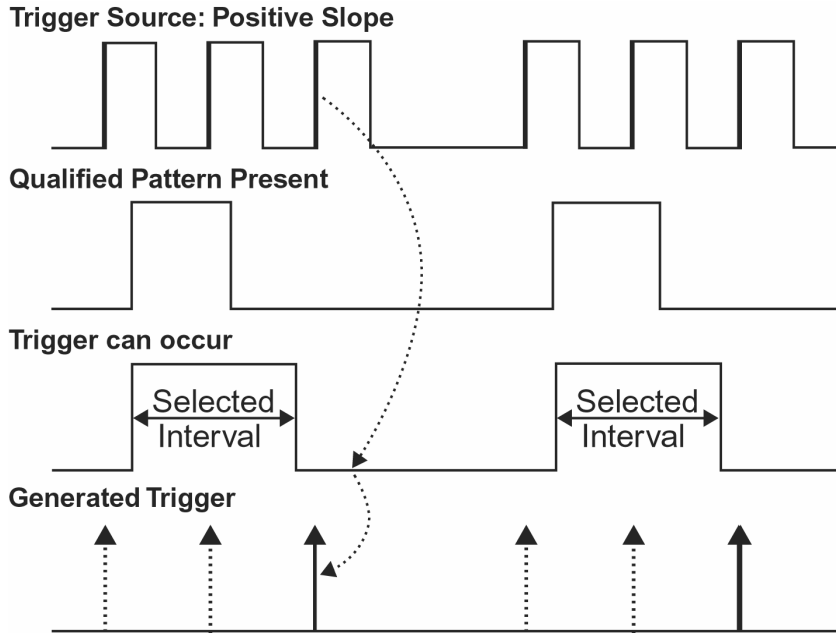 Trigger Source: Positive Slope
Qualified Pattern Present
Trigger can occur
Selected
Interval
Selected
Interval
Generated Trigger